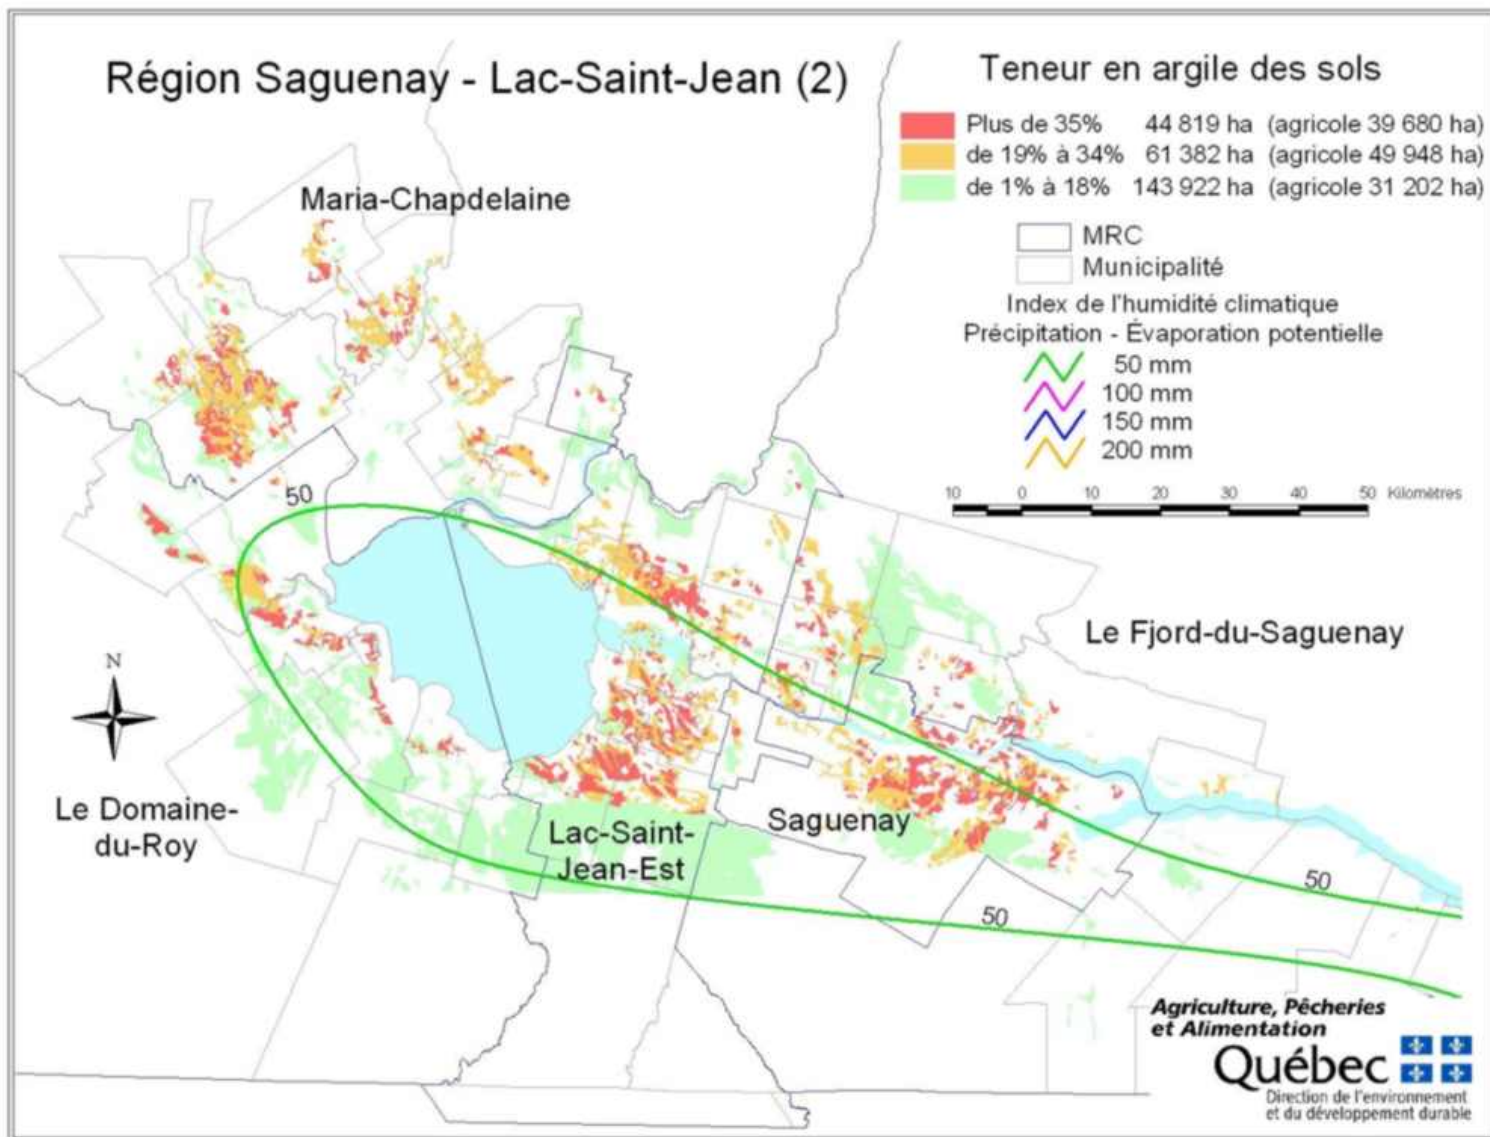 Région Saguenay - Lac-Saint-Jean (2)
Teneur en argile des sols
Plus de 35% 44 819 ha (agricole 39 680 ha)
de 19% à 34% 61 382 ha (agricole 49 948 ha)
de 1% à 18% 143 922 ha (agricole 31 202 ha)
MRC
Municipalité
Index de l'humidité climatique
Précipitation - Évaporation potentielle
50 mm
100 mm
150 mm
200 mm
10 0 10 20 30 40 50 Kilomètres
Maria-Chapdelaine
50
Le Fjord-du-Saguenay
N
Le Domaine-
du-Roy
Lac-Saint-
Jean-Est
Saguenay
50
50
Agriculture, Pêcheries
et Alimentation
Québec
Direction de l'environnement
et du développement durable